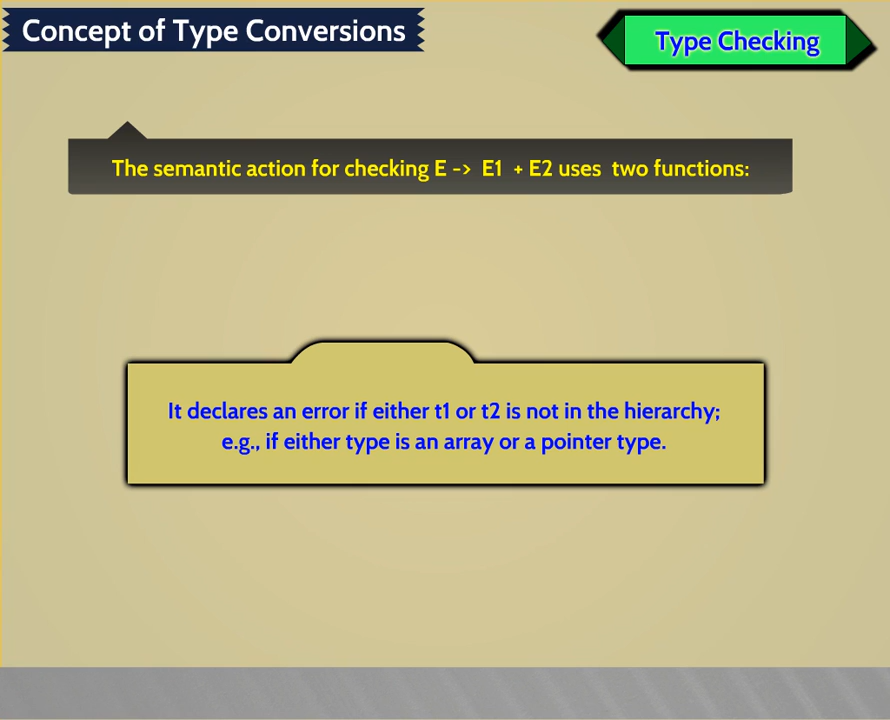 Concept of Type Conversions
Type Checking
The semantic action for checking E -> E1 + E2 uses two functions:
It declares an error if either t1 or t2 is not in the hierarchy;
e.g., if either type is an array or a pointer type.